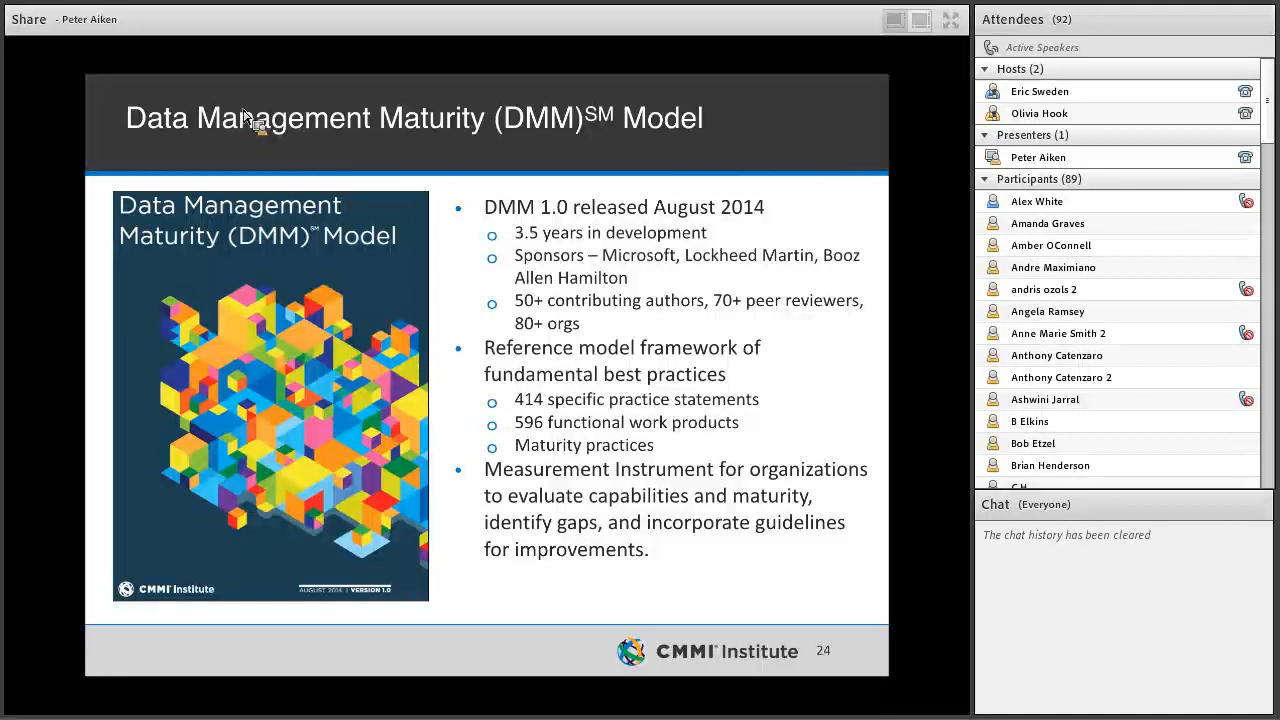 Share - Peter Aiken
Data Management Maturity (DMM)℠ Model
Data Management
Maturity (DMM)℠ Model
CMMI Institute
AUGUST 2014 | VERSION 1.0
• DMM 1.0 released August 2014
o 3.5 years in development
o Sponsors – Microsoft, Lockheed Martin, Booz
Allen Hamilton
o 50+ contributing authors, 70+ peer reviewers,
80+ orgs
• Reference model framework of
fundamental best practices
o 414 specific practice statements
o 596 functional work products
o Maturity practices
• Measurement Instrument for organizations
to evaluate capabilities and maturity,
identify gaps, and incorporate guidelines
for improvements.
CMMI Institute 24
Attendees (92)
Active Speakers
Hosts (2)
Eric Sweden
Olivia Hook
Presenters (1)
Peter Aiken
Participants (89)
Alex White
Amanda Graves
Amber OConnell
Andre Maximiano
andris ozols 2
Angela Ramsey
Anne Marie Smith 2
Anthony Catenzaro
Anthony Catenzaro 2
Ashwini Jarral
B Elkins
Bob Etzel
Brian Henderson
Chat (Everyone)
The chat history has been cleared